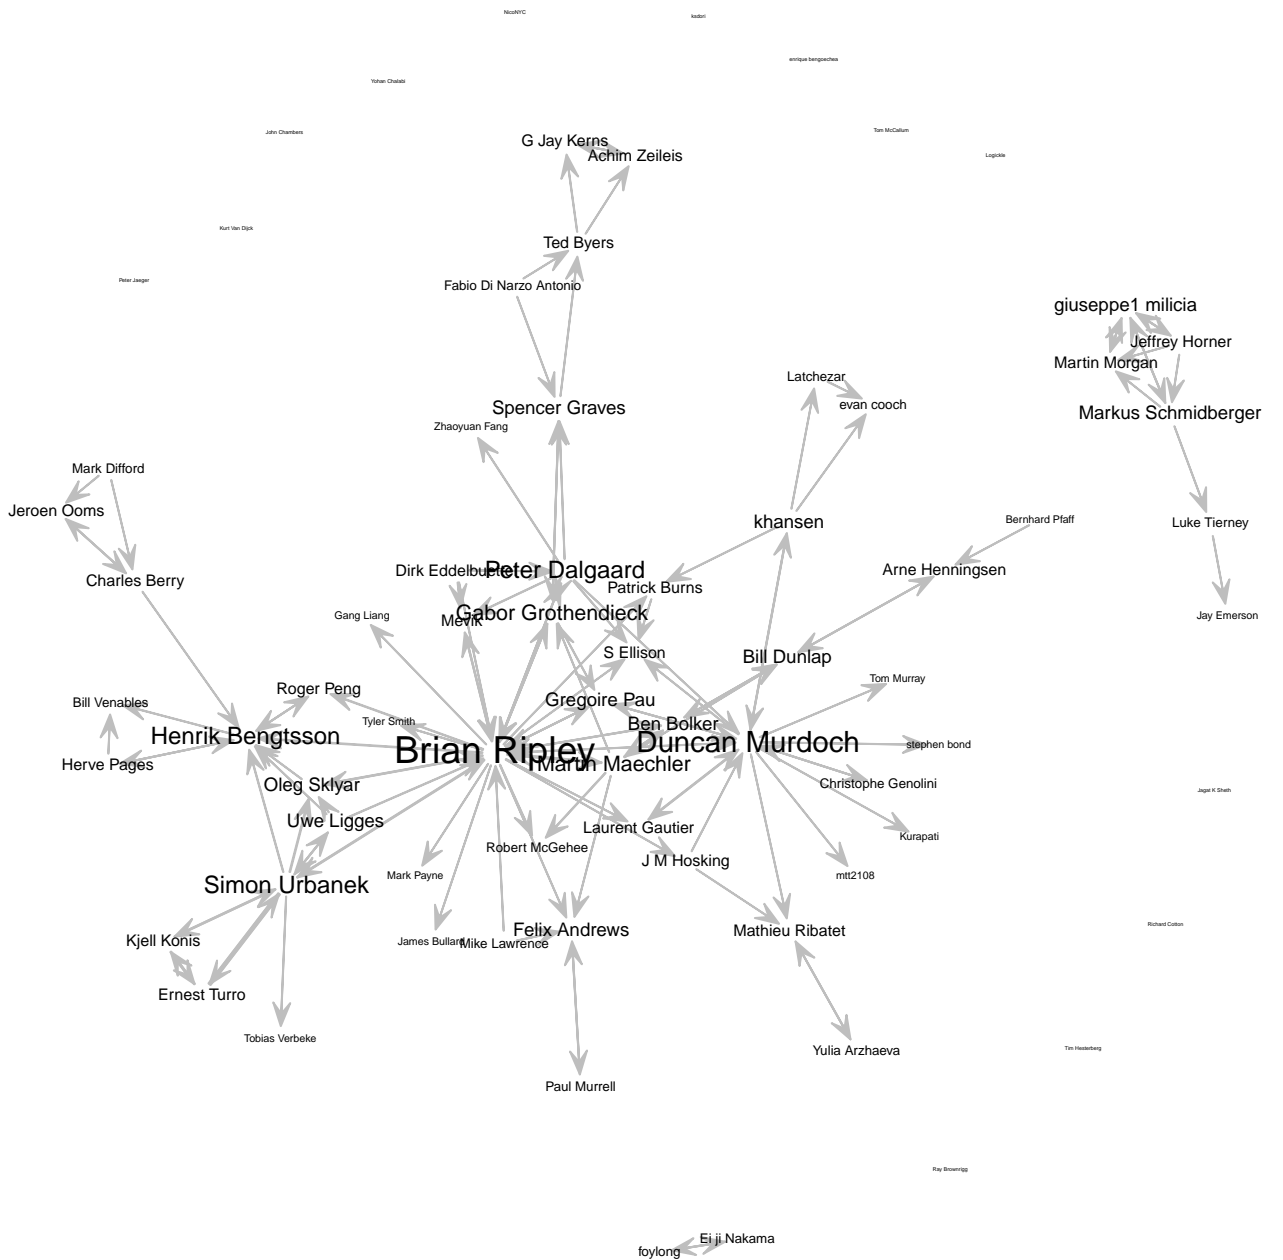 NicoNYC
ksdori
enrique bengoechea
Yohan Chalabi
John Chambers
Tom McCallum
G Jay Kerns
Achim Zeileis
Logickle
Kurt Van Dijck
Ted Byers
Peter Jaeger
Fabio Di Narzo Antonio
giuseppe1 milicia
Jeffrey Horner
Martin Morgan
Latchezar
evan cooch
Spencer Graves
Markus Schmidberger
Zhaoyuan Fang
Mark Difford
Jeroen Ooms
khansen
Bernhard Pfaff
Luke Tierney
Charles Berry
Dirk Eddelbuettel
Peter Dalgaard
Patrick Burns
Arne Henningsen
Gang Liang
Mevik
Gabor Grothendieck
Jay Emerson
S Ellison
Bill Dunlap
Tom Murray
Roger Peng
Bill Venables
Gregoire Pau
Tyler Smith
Ben Bolker
Henrik Bengtsson
Brian Ripley
Duncan Murdoch
stephen bond
Herve Pages
Martin Maechler
Oleg Sklyar
Christophe Genolini
Jagat K Sheth
Uwe Ligges
Laurent Gautier
Kurapati
Robert McGehee
J M Hosking
Simon Urbanek
Mark Payne
mtt2108
Richard Cotton
Felix Andrews
Mathieu Ribatet
Kjell Konis
James Bullard
Mike Lawrence
Ernest Turro
Tobias Verbeke
Yulia Arzhaeva
Tim Hesterberg
Paul Murrell
Ray Brownrigg
Ei ji Nakama
foylong